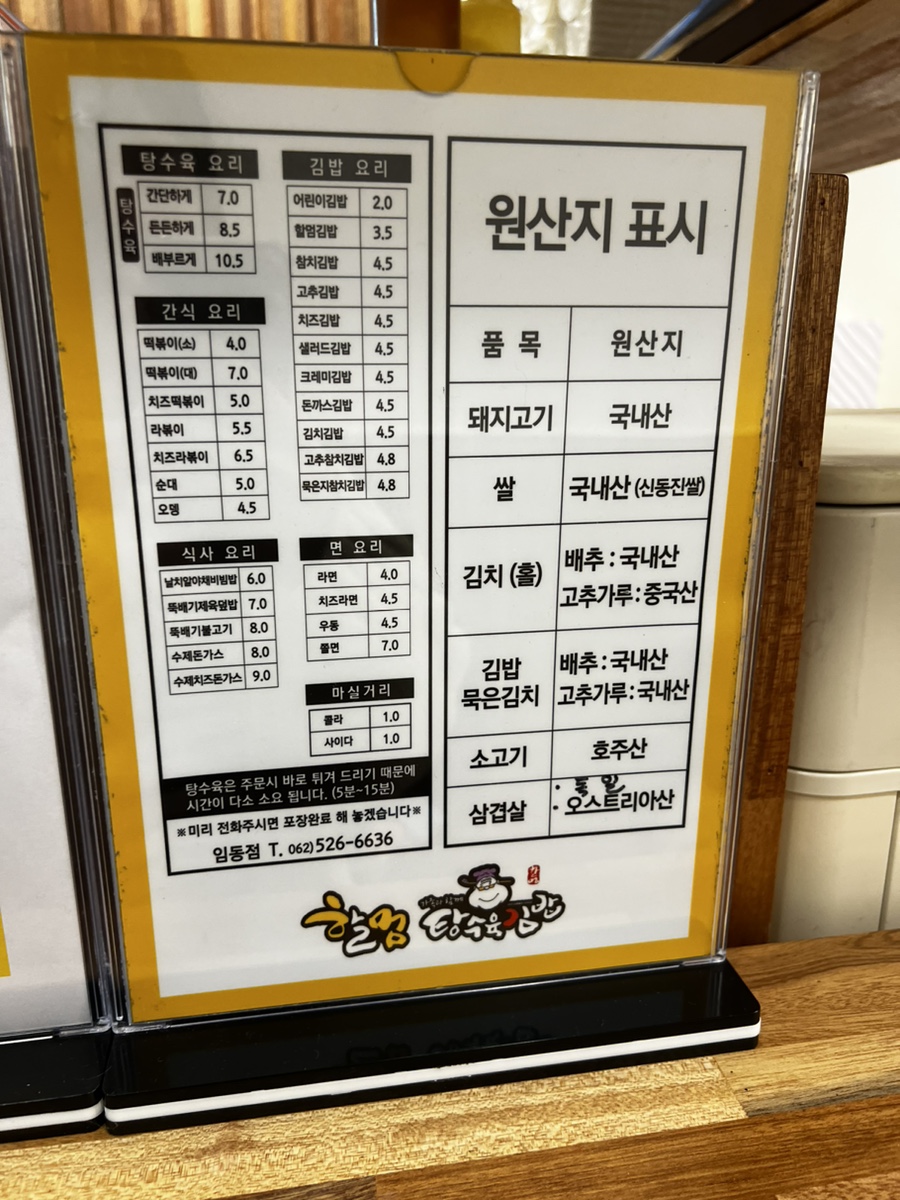 탕수육 요리
탕수육
간단하게 7.0
든든하게 8.5
배부르게 10.5
간식 요리
떡볶이(소) 4.0
떡볶이(대) 7.0
치즈떡볶이 5.0
라볶이 5.5
치즈라볶이 6.5
순대 5.0
오뎅 4.5
식사 요리
날치알야채비빔밥 6.0
뚝배기제육덮밥 7.0
뚝배기불고기 8.0
수제돈가스 8.0
수제치즈돈가스 9.0
김밥 요리
어린이김밥 2.0
할멈김밥 3.5
참치김밥 4.5
고추김밥 4.5
치즈김밥 4.5
샐러드김밥 4.5
크레미김밥 4.5
돈까스김밥 4.5
김치김밥 4.5
고추참치김밥 4.8
묵은지참치김밥 4.8
면 요리
라면 4.0
치즈라면 4.5
우동 4.5
쫄면 7.0
마실거리
콜라 1.0
사이다 1.0
탕수육은 주문시 바로 튀겨 드리기 때문에
시간이 다소 소요 됩니다. (5분~15분)
※미리 전화주시면 포장완료 해 놓겠습니다※
임동점 T. 062)526-6636
원산지 표시
품 목 원산지
돼지고기 국내산
쌀 국내산 (신동진쌀)
김치 (홀) 배추 : 국내산
고추가루 : 중국산
김밥
묵은김치
배추 : 국내산
고추가루 : 국내산
소고기 호주산
삼겹살
· 독일
· 오스트리아산
할멈 가족과 함께 탕수육김밥